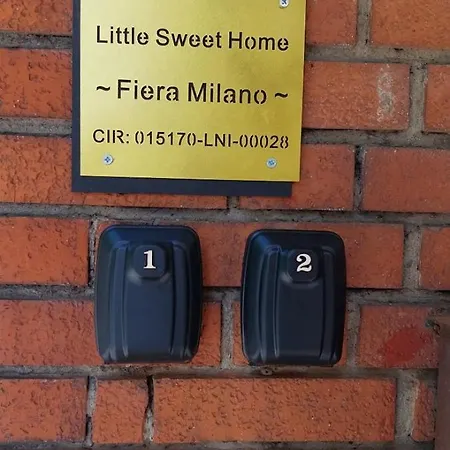 Little Sweet Home
~ Fiera Milano ~
CIR: 015170-LNI-00028
1
2